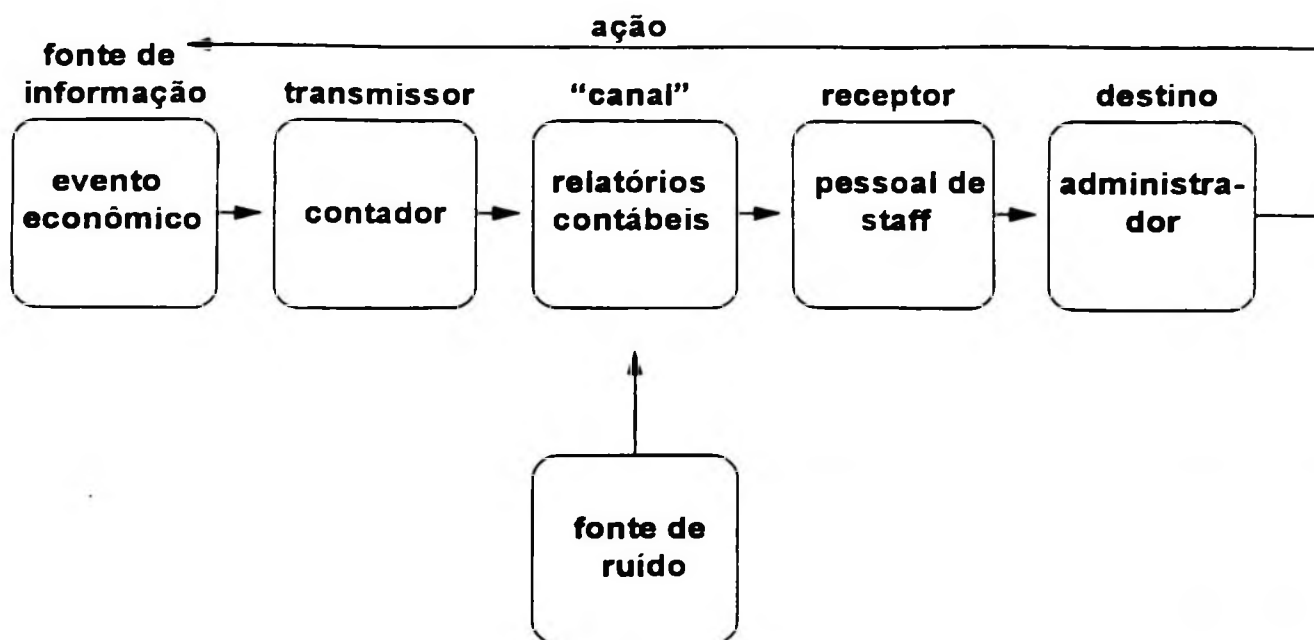 ação
fonte de
informação
transmissor
“canal”
receptor
destino
evento
econômico
contador
relatórios
contábeis
pessoal de
staff
administra-
dor
fonte de
ruído